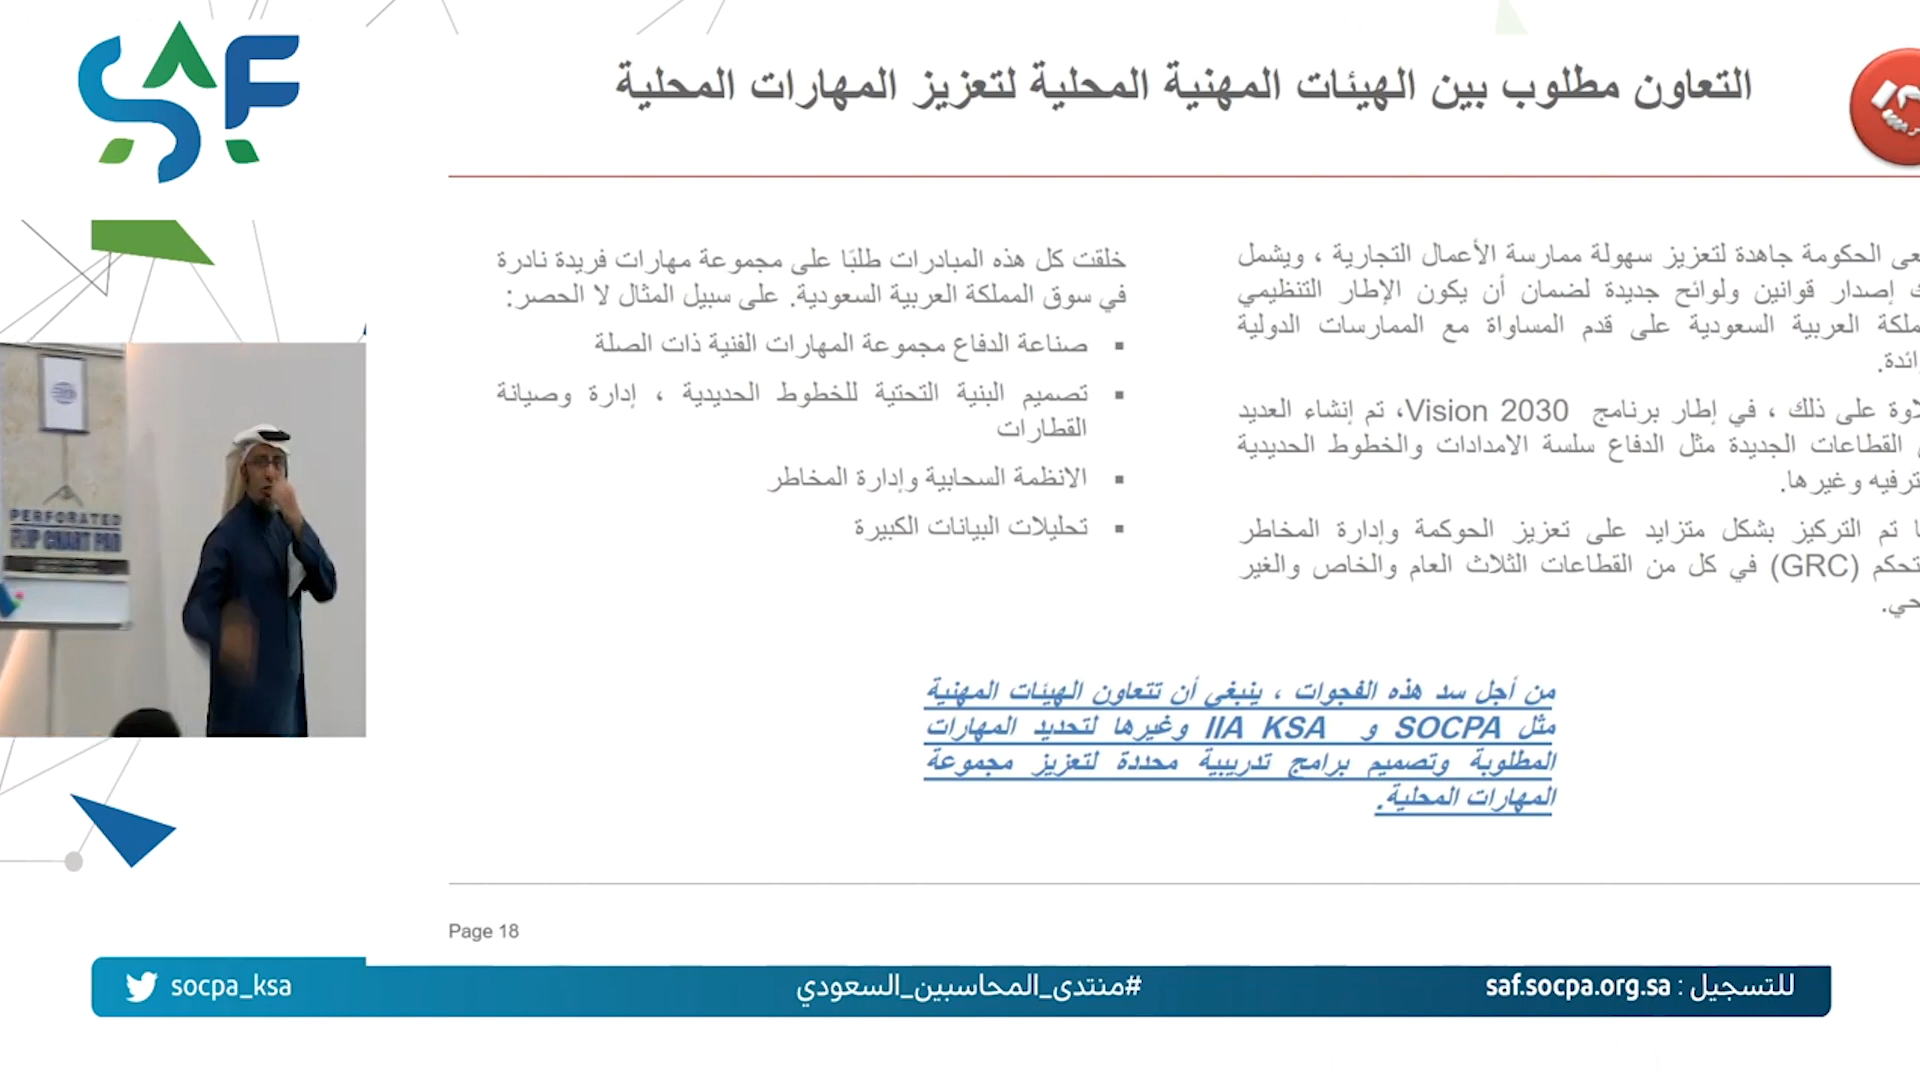 SAF
التعاون مطلوب بين الهيئات المهنية المحلية لتعزيز المهارات المحلية
الحكومة جاهدة لتعزيز سهولة ممارسة الأعمال التجارية ، ويشمل
إصدار قوانين ولوائح جديدة لضمان أن يكون الإطار التنظيمي
العربية السعودية على قدم المساواة مع الممارسات الدولية
على ذلك ، في إطار برنامج Vision 2030، تم إنشاء العديد
القطاعات الجديدة مثل الدفاع سلسة الامدادات والخطوط الحديدية
وغيرها.
تم التركيز بشكل متزايد على تعزيز الحوكمة وإدارة المخاطر
(GRC) في كل من القطاعات الثلاث العام والخاص والغير
خلقت كل هذه المبادرات طلبًا على مجموعة مهارات فريدة نادرة
في سوق المملكة العربية السعودية. على سبيل المثال لا الحصر:
▪ صناعة الدفاع مجموعة المهارات الفنية ذات الصلة
▪ تصميم البنية التحتية للخطوط الحديدية ، إدارة وصيانة
القطارات
▪ الانظمة السحابية وإدارة المخاطر
▪ تحليلات البيانات الكبيرة
من أجل سد هذه الفجوات ، ينبغي أن تتعاون الهيئات المهنية
مثل SOCPA و IIA KSA وغيرها لتحديد المهارات
المطلوبة وتصميم برامج تدريبية محددة لتعزيز مجموعة
المهارات المحلية.
PERFORATED
FLIP CHART PAD
Page 18
socpa_ksa
#منتدى_المحاسبين_السعودي
للتسجيل : saf.socpa.org.sa